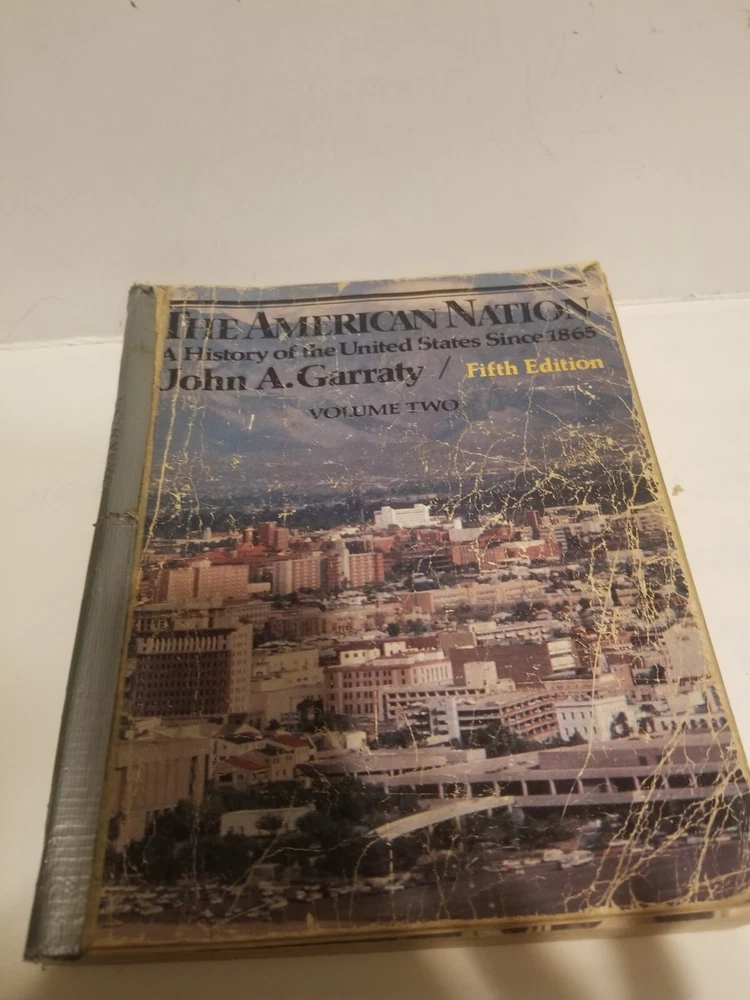 THE AMERICAN NATION
A History of the United States Since 1865
John A. Garraty / Fifth Edition
VOLUME TWO